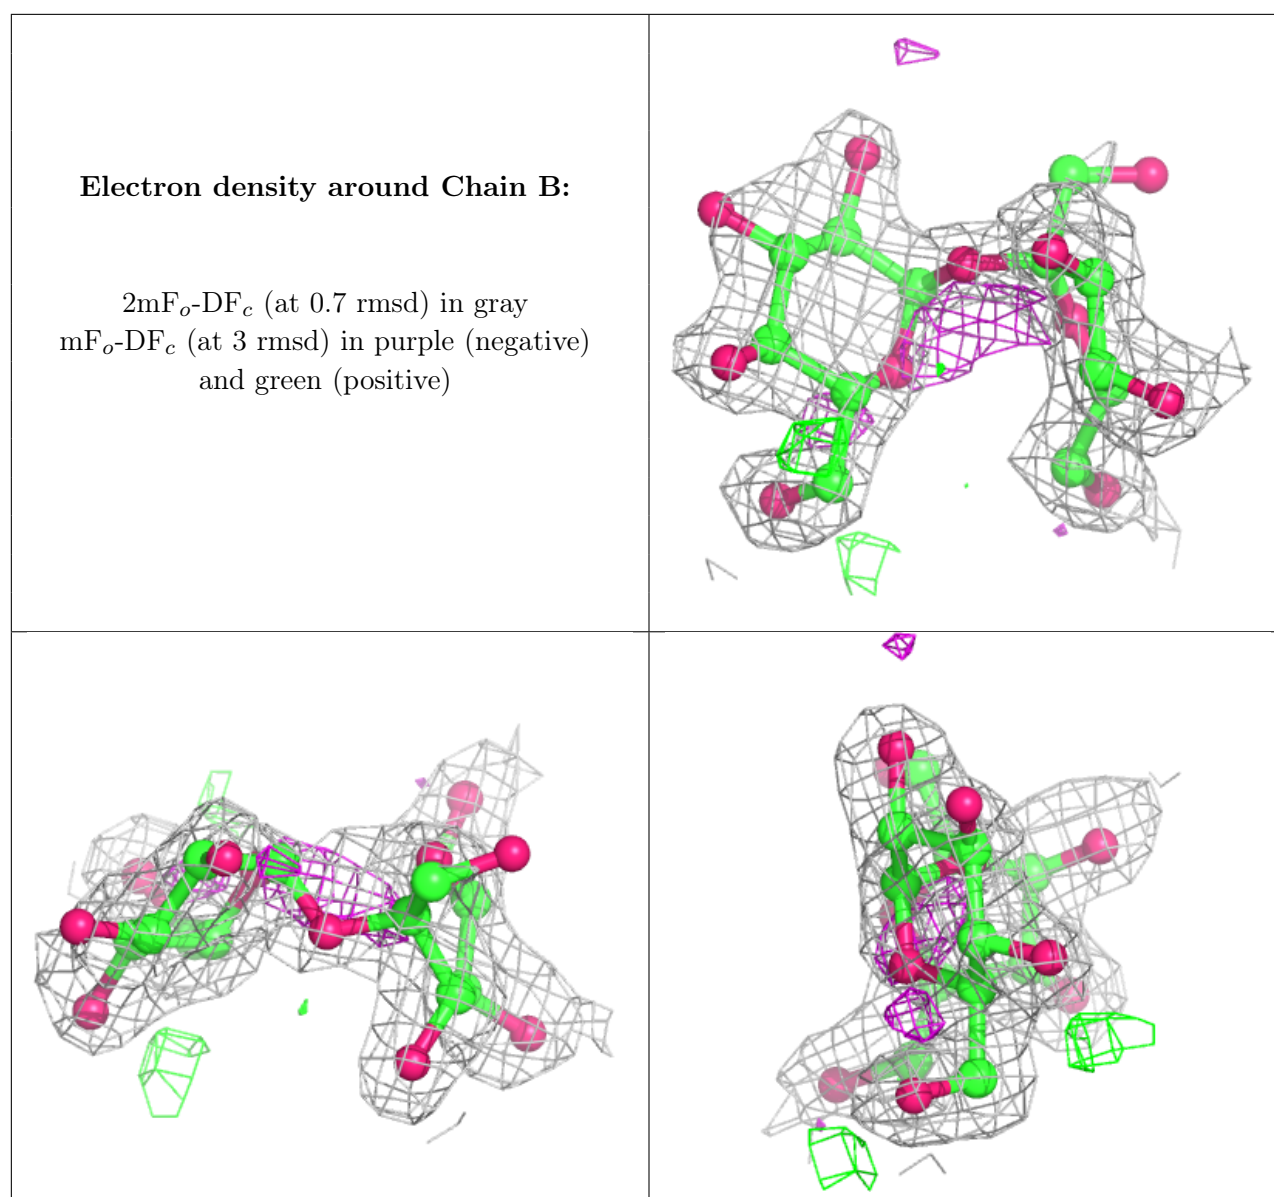 Electron density around Chain B:
2mFo-DFc (at 0.7 rmsd) in gray
mFo-DFc (at 3 rmsd) in purple (negative)
and green (positive)